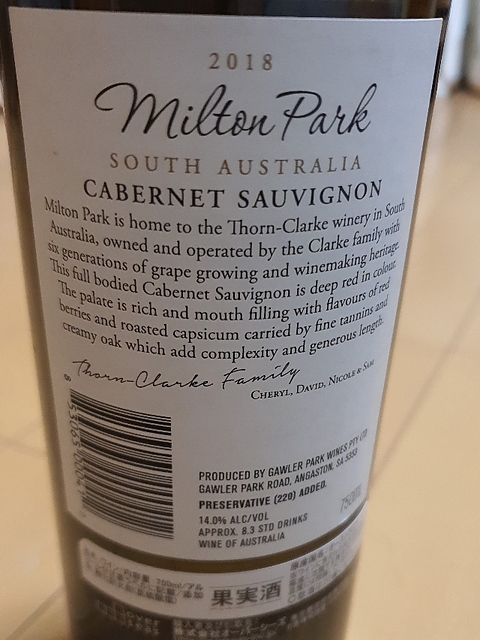 2018
Milton Park
SOUTH AUSTRALIA
CABERNET SAUVIGNON
Milton Park is home to the Thorn-Clarke winery in South
Australia, owned and operated by the Clarke family with
six generations of grape growing and winemaking heritage.
This full bodied Cabernet Sauvignon is deep red in colour.
The palate is rich and mouth filling with flavours of red
berries and roasted capsicum carried by fine tannins and
creamy oak which add complexity and generous length.
Thorn-Clarke Family
CHERYL, DAVID, NICOLE & SAM
PRODUCED BY GAWLER PARK WINES PTY LTD
GAWLER PARK ROAD, ANGASTON, SA 5353
PRESERVATIVE (220) ADDED.
750ML
14.0% ALC/VOL
APPROX. 8.3 STD DRINKS
WINE OF AUSTRALIA
果実酒